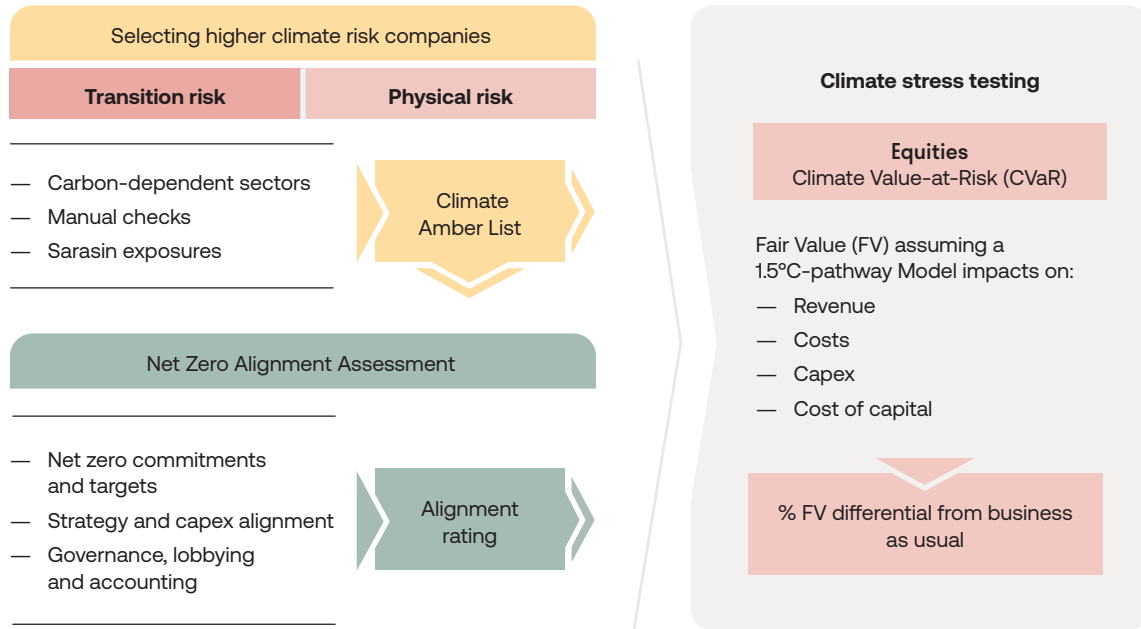 Selecting higher climate risk companies
Transition risk
Physical risk
— Carbon-dependent sectors
— Manual checks
— Sarasin exposures
Climate
Amber List
Net Zero Alignment Assessment
— Net zero commitments
and targets
— Strategy and capex alignment
— Governance, lobbying
and accounting
Alignment
rating
Climate stress testing
Equities
Climate Value-at-Risk (CVaR)
Fair Value (FV) assuming a
1.5°C-pathway Model impacts on:
— Revenue
— Costs
— Capex
— Cost of capital
% FV differential from business
as usual